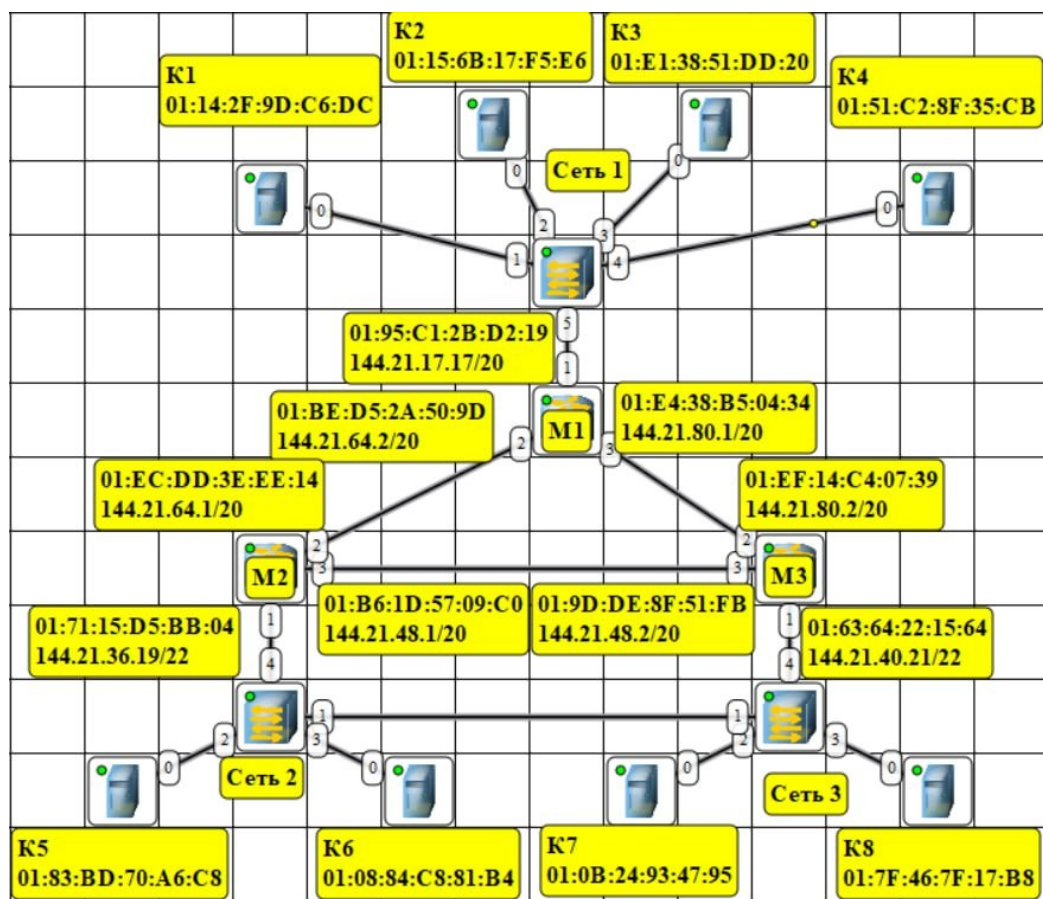 К2
01:15:6B:17:F5:E6
К3
01:E1:38:51:DD:20
К1
01:14:2F:9D:C6:DC
К4
01:51:C2:8F:35:CB
0
0
Сеть 1
0
0
2
3
1
4
5
01:95:C1:2B:D2:19
144.21.17.17/20
1
01:BE:D5:2A:50:9D
144.21.64.2/20
М1
01:E4:38:B5:04:34
144.21.80.1/20
2
3
01:EC:DD:3E:EE:14
144.21.64.1/20
01:EF:14:C4:07:39
144.21.80.2/20
2
2
М2
3
3
М3
01:B6:1D:57:09:C0
144.21.48.1/20
01:9D:DE:8F:51:FB
144.21.48.2/20
01:71:15:D5:BB:04
144.21.36.19/22
1
1
01:63:64:22:15:64
144.21.40.21/22
4
4
1
1
2
3
2
3
0
Сеть 2
0
0
Сеть 3
0
К5
01:83:BD:70:A6:C8
К6
01:08:84:C8:81:B4
К7
01:0B:24:93:47:95
К8
01:7F:46:7F:17:B8